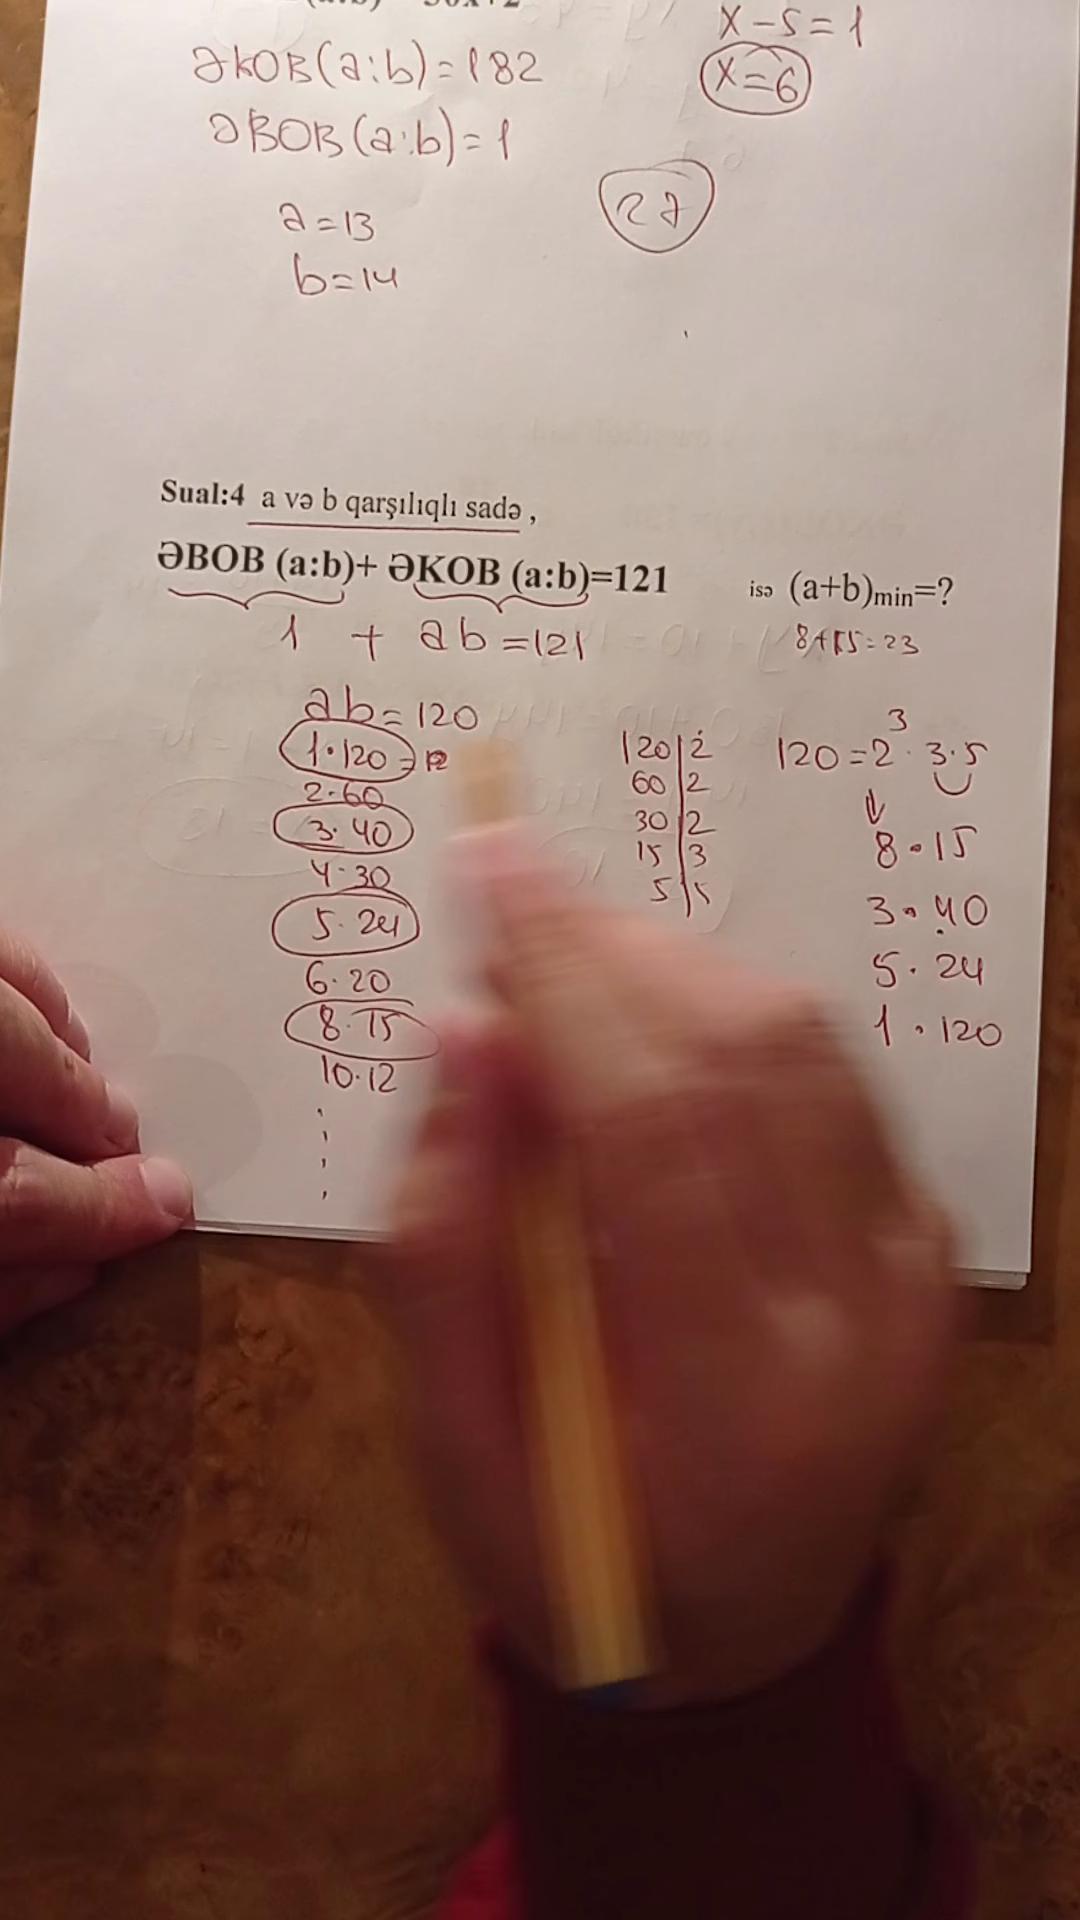 ƏKOB(a:b)=182
ƏBOB(a:b)=1
a=13
b=14
x-5=1
x=6
27
Sual:4 a və b qarşılıqlı sadə,
ƏBOB (a:b)+ ƏKOB (a:b)=121 isə (a+b)min=?
1 + ab=121
8+15=23
ab=120
1·120=12
2·60
3·40
4·30
5·24
6·20
8·15
10·12
120|2
60|2
30|2
15|3
5|5
120=2³·3·5
8·15
3·40
5·24
1·120